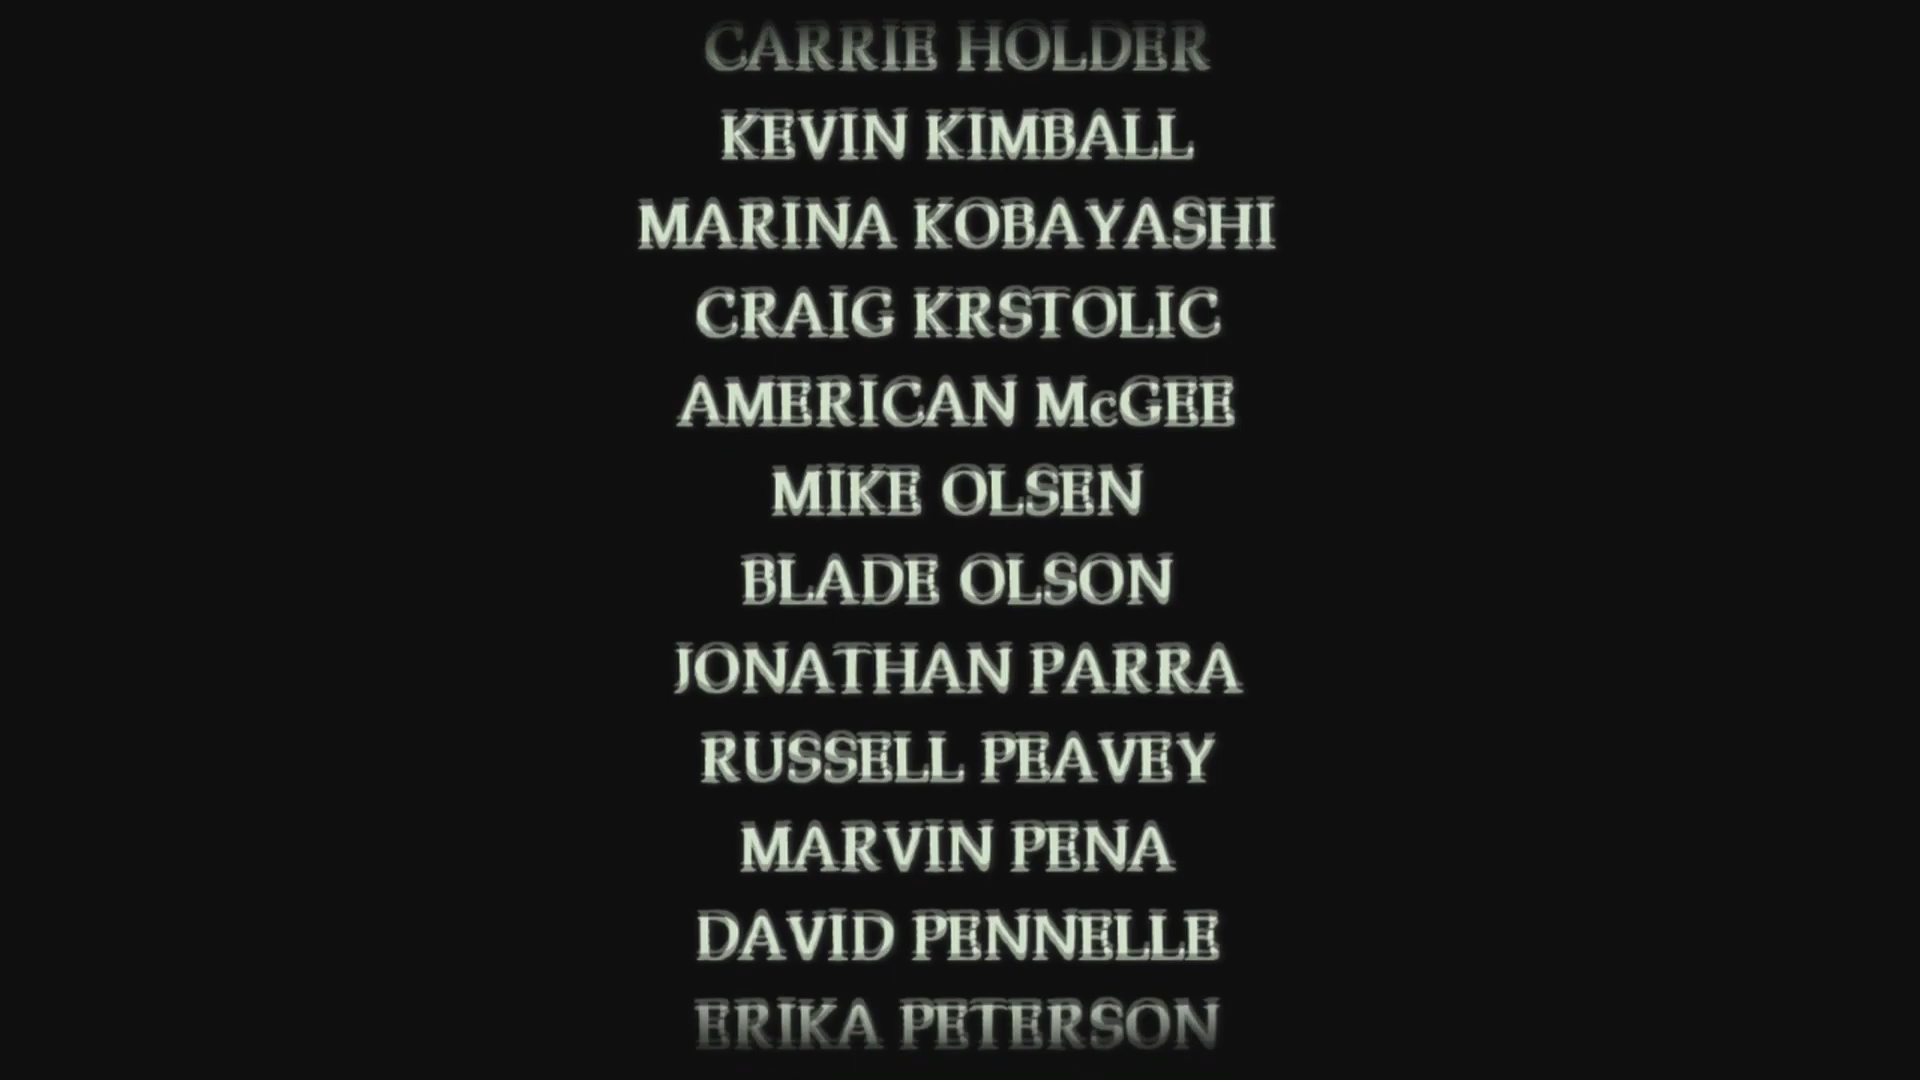 CARRIE HOLDER
KEVIN KIMBALL
MARINA KOBAYASHI
CRAIG KRSTOLIC
AMERICAN McGEE
MIKE OLSEN
BLADE OLSON
JONATHAN PARRA
RUSSELL PEAVEY
MARVIN PENA
DAVID PENNELLE
ERIKA PETERSON